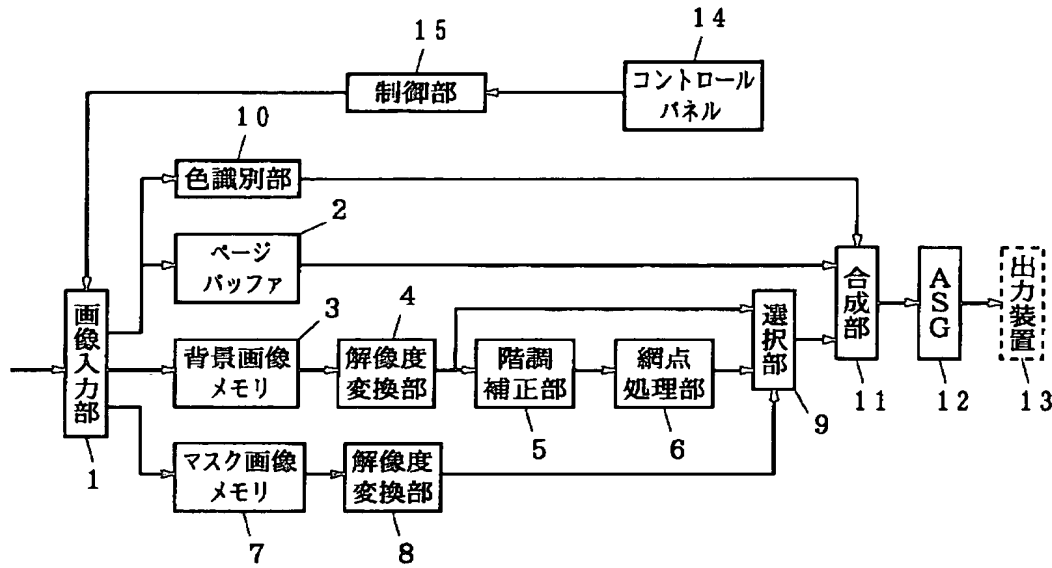 15
14
制御部
コントロール
パネル
10
色識別部
2
ページ
バッファ
画像入力部
1
3
背景画像
メモリ
4
解像度
変換部
階調
補正部
5
網点
処理部
6
選択部
9
合成部
11
ASG
12
出力装置
13
マスク画像
メモリ
7
解像度
変換部
8